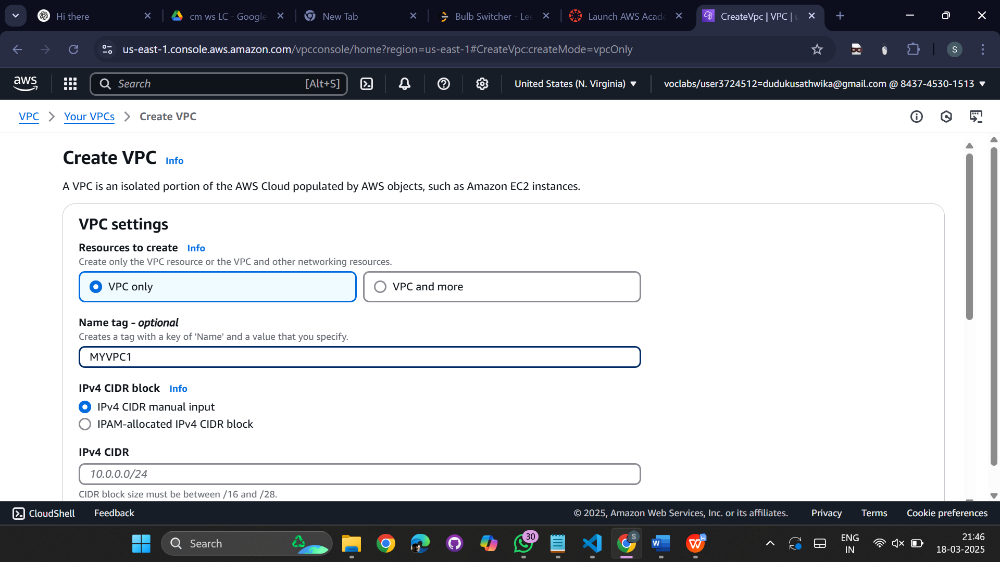 Hi there
cm ws LC - Google
New Tab
Bulb Switcher - Lee
Launch AWS Acade
CreateVpc | VPC | u
us-east-1.console.aws.amazon.com/vpcconsole/home?region=us-east-1#CreateVpc:createMode=vpcOnly
S
aws
Search [Alt+S]
United States (N. Virginia)
voclabs/user3724512=dudukusathwika@gmail.com @ 8437-4530-1513
VPC
Your VPCs
Create VPC
Create VPC Info
A VPC is an isolated portion of the AWS Cloud populated by AWS objects, such as Amazon EC2 instances.
VPC settings
Resources to create Info
Create only the VPC resource or the VPC and other networking resources.
VPC only
VPC and more
Name tag - optional
Creates a tag with a key of 'Name' and a value that you specify.
MYVPC1
IPv4 CIDR block Info
IPv4 CIDR manual input
IPAM-allocated IPv4 CIDR block
IPv4 CIDR
10.0.0.0/24
CIDR block size must be between /16 and /28.
CloudShell
Feedback
© 2025, Amazon Web Services, Inc. or its affiliates.
Privacy
Terms
Cookie preferences
Search
30
S
W
W
ENG
IN
21:46
18-03-2025